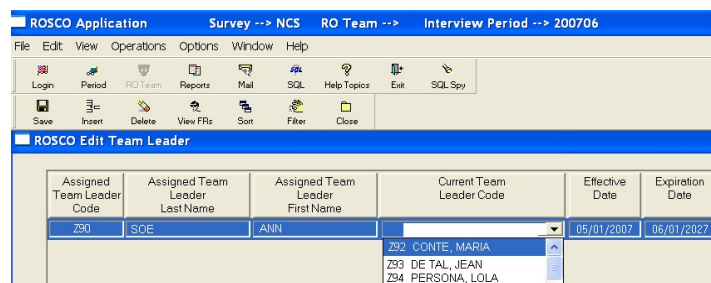 ROSCO Application Survey --> NCS RO Team --> Interview Period --> 200706
File Edit View Operations Options Window Help
Login Period RO Team Reports Mail SQL Help Topics Exit SQL Spy
Save Insert Delete View FRs Sort Filter Close
ROSCO Edit Team Leader
Assigned Team Leader Code
Assigned Team Leader Last Name
Assigned Team Leader First Name
Current Team Leader Code
Effective Date
Expiration Date
Z90 SOE ANN 05/01/2007 06/01/2027
Z92 CONTE, MARIA
Z93 DE TAL, JEAN
Z94 PERSONA, LOLA